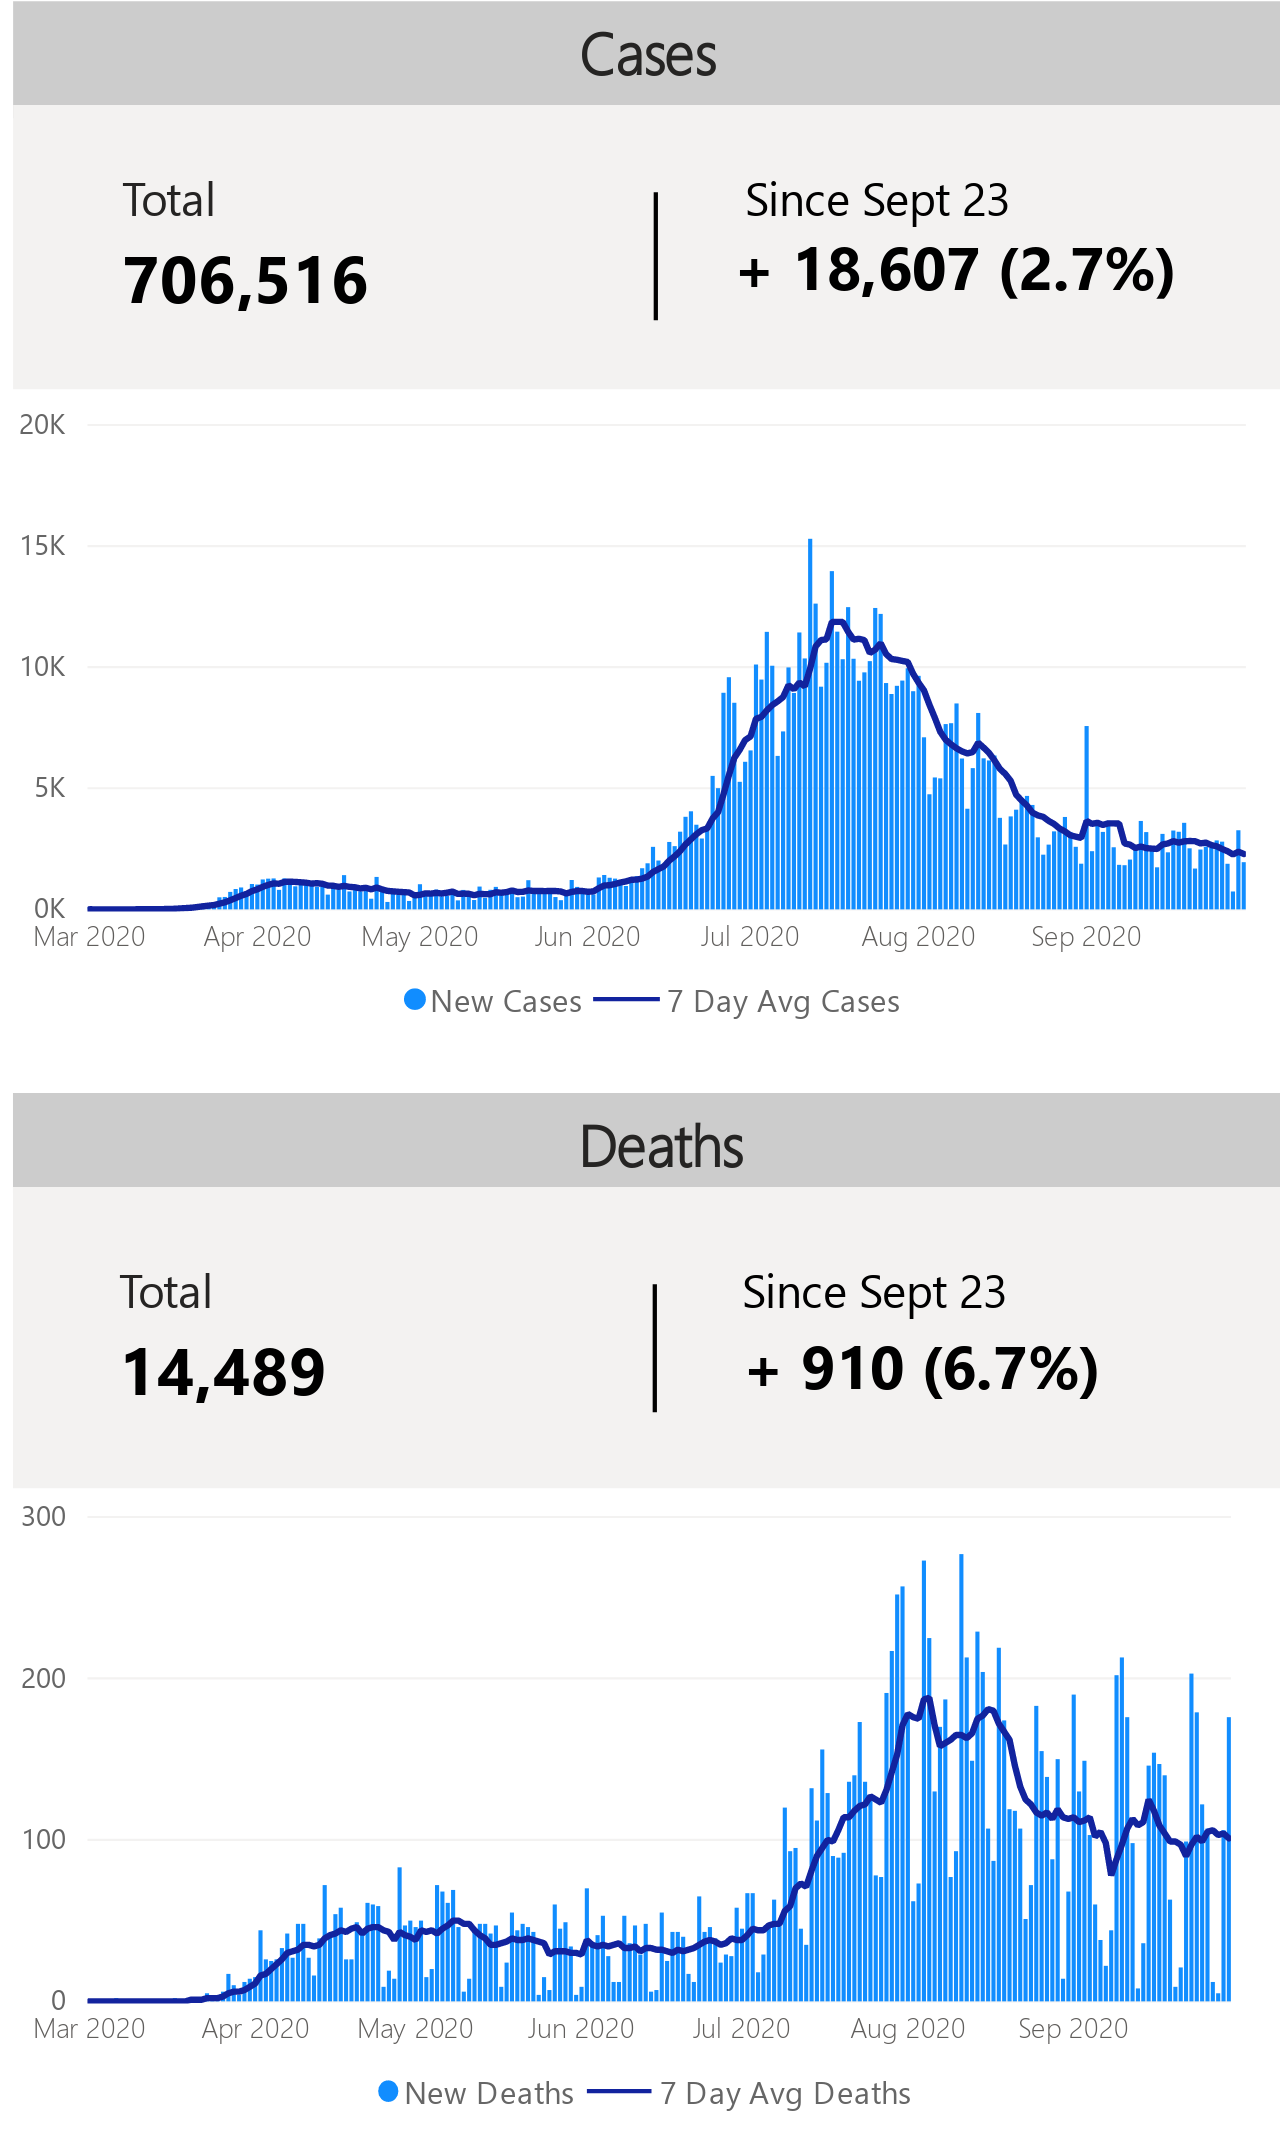 Cases
Total
Since Sept 23
706,516
+ 18,607 (2.7%)
20K
15K
10K
5K
0K
Mar 2020 Apr 2020 May 2020 Jun 2020 Jul 2020 Aug 2020 Sep 2020
New Cases 7 Day Avg Cases
Deaths
Total
Since Sept 23
14,489
+ 910 (6.7%)
300
200
100
0
Mar 2020 Apr 2020 May 2020 Jun 2020 Jul 2020 Aug 2020 Sep 2020
New Deaths 7 Day Avg Deaths